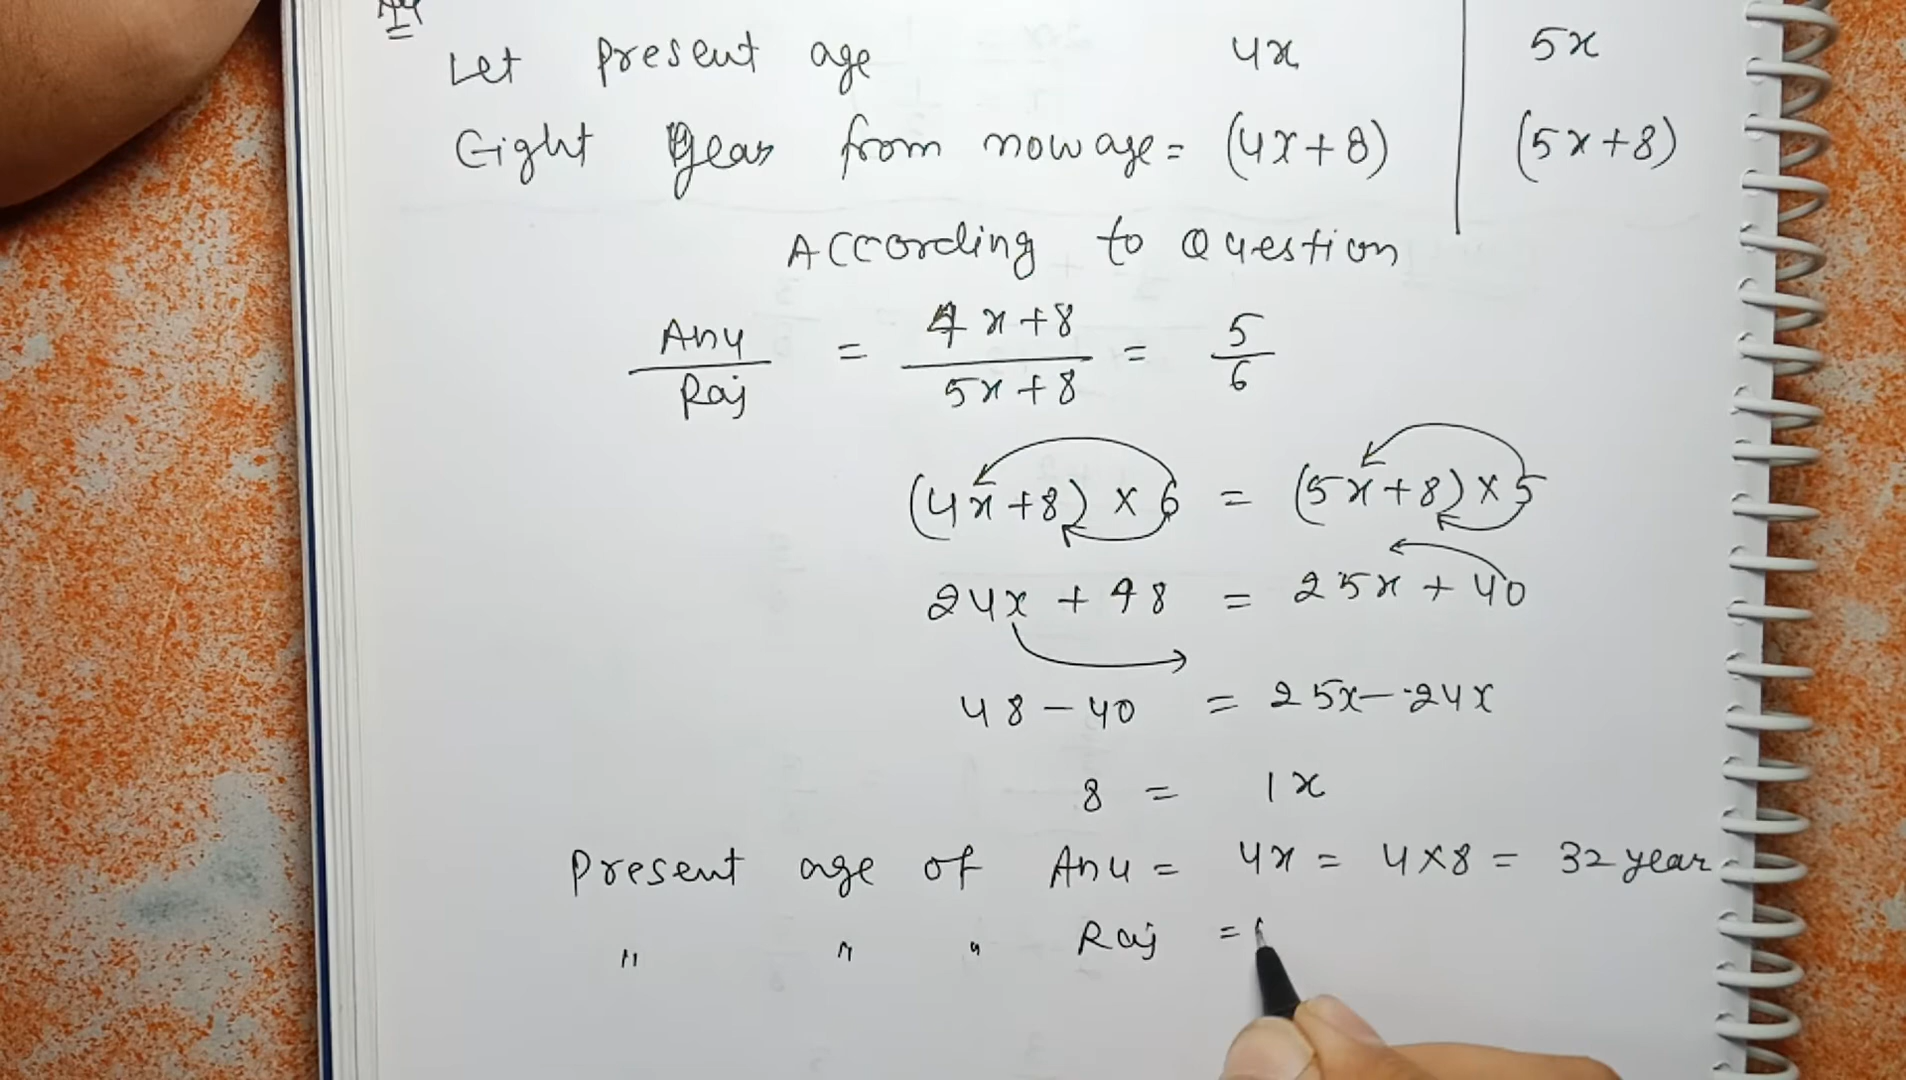 Let present age 4x 5x
Eight year from now age = (4x+8) (5x+8)
According to Question
Anu/Raj = 4x+8/5x+8 = 5/6
(4x+8) × 6 = (5x+8) × 5
24x + 48 = 25x + 40
48 - 40 = 25x - 24x
8 = 1x
Present age of Anu = 4x = 4×8 = 32 year
" " " Raj =